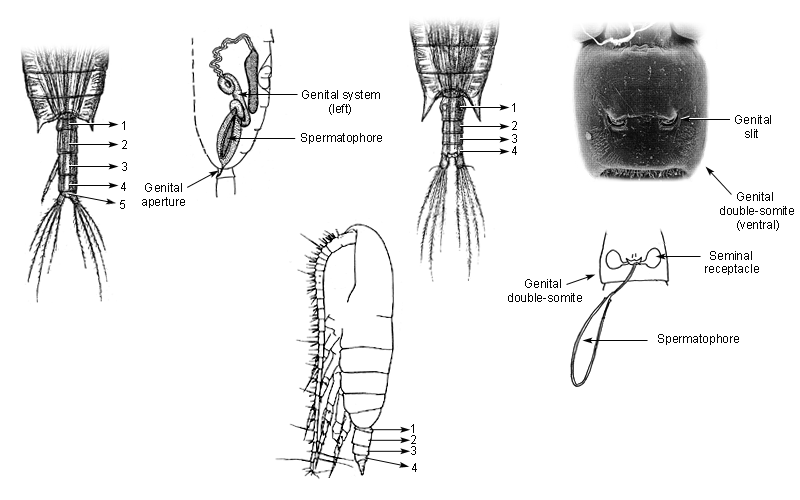 1
2
3
4
5
Genital system
(left)
Spermatophore
Genital
aperture
1
2
3
4
Genital
slit
Genital
double-somite
(ventral)
Seminal
receptacle
Genital
double-somite
Spermatophore
1
2
3
4